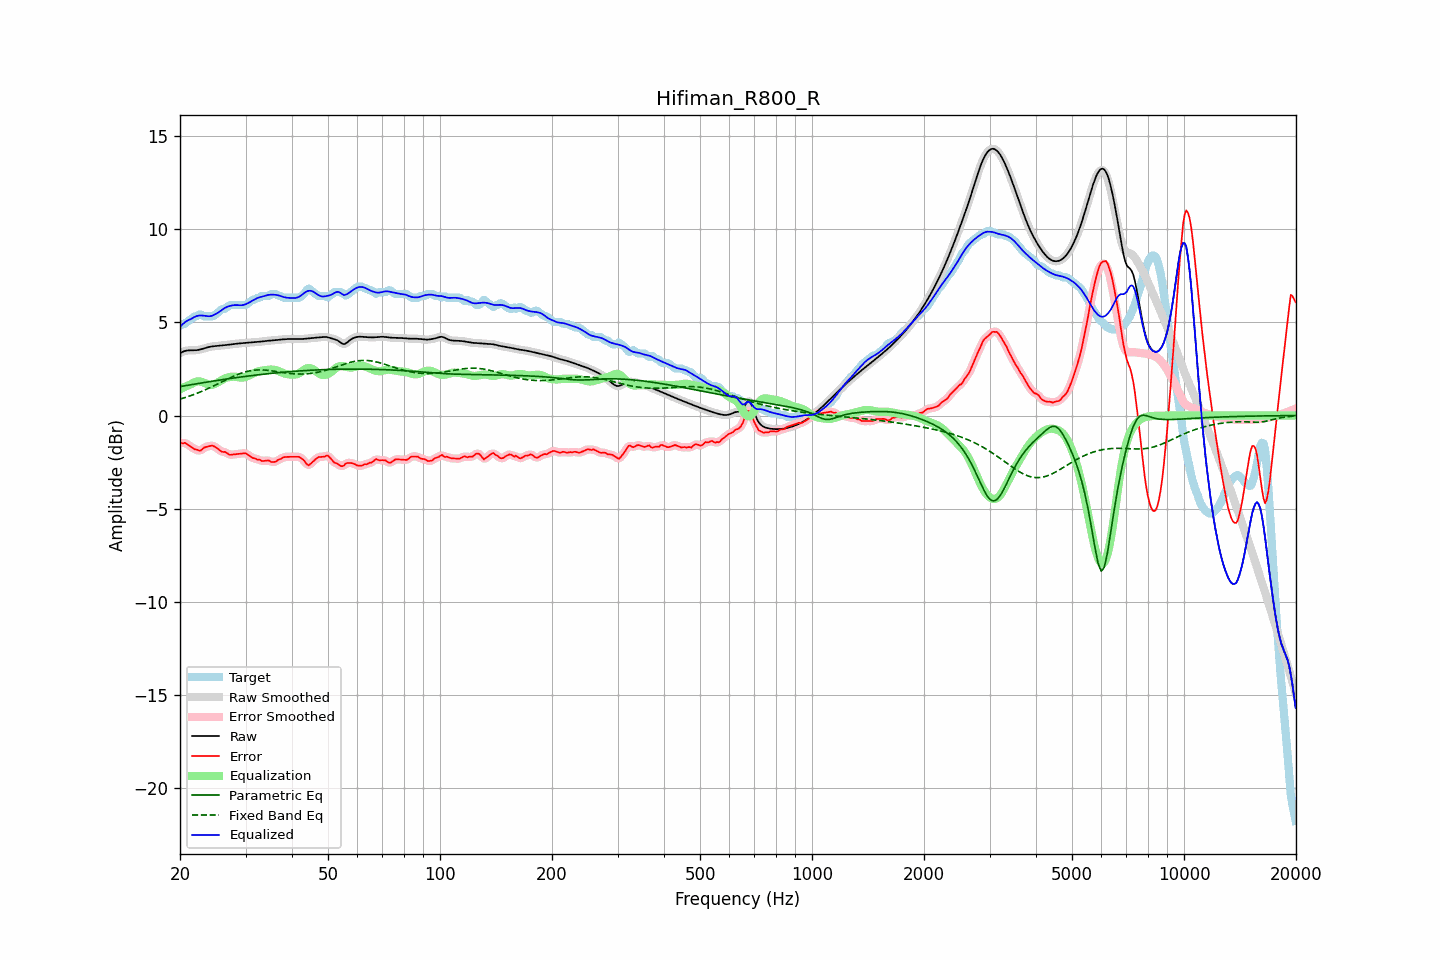 Hifiman_R800_R
15
10
5
0
−5
−10
−15
−20
Amplitude (dBr)
Target
Raw Smoothed
Error Smoothed
Raw
Error
Equalization
Parametric Eq
Fixed Band Eq
Equalized
20 50 100 200 500 1000 2000 5000 10000 20000
Frequency (Hz)